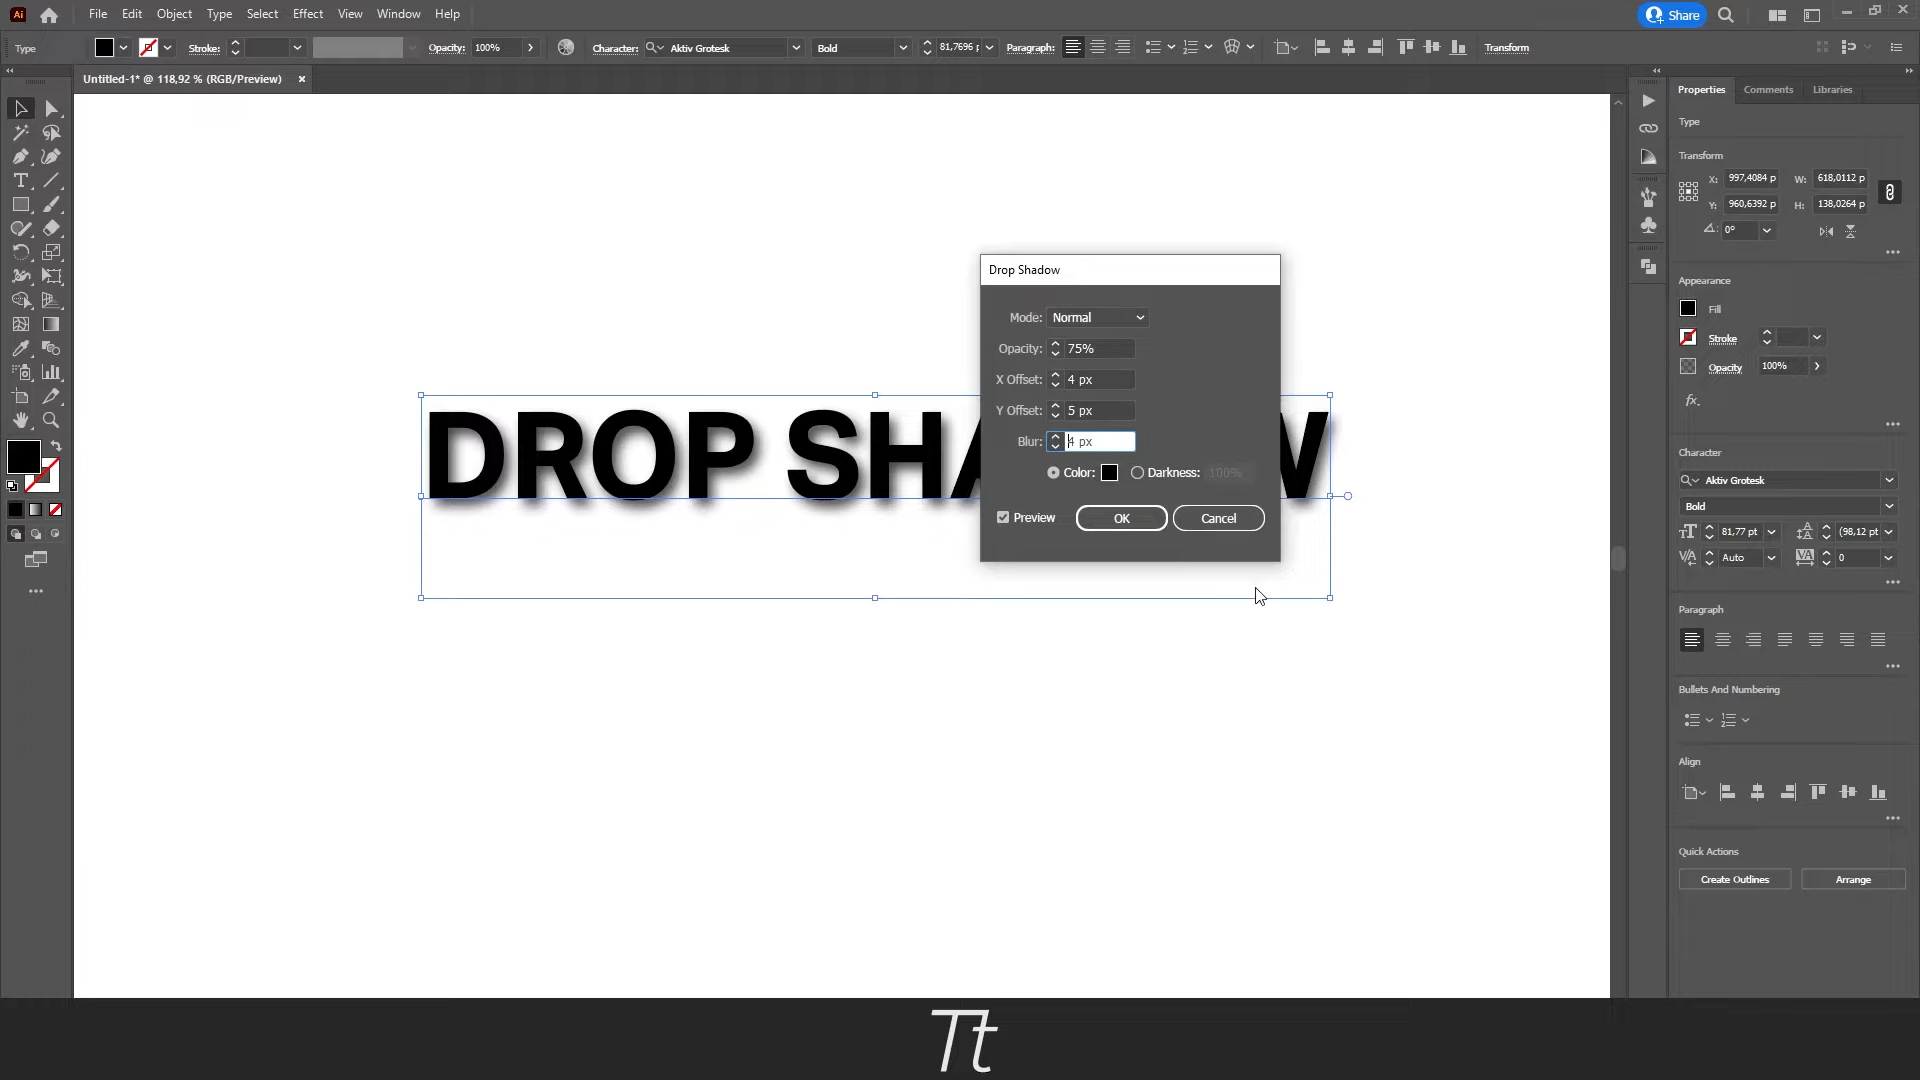 Ai File Edit Object Type Select Effect View Window Help Share
Type Stroke: Opacity: 100% Character: Aktiv Grotesk Bold 81,7696 p Paragraph: Transform
Untitled-1* @ 118,92 % (RGB/Preview) ×
DROP SHA
W
Drop Shadow
Mode: Normal
Opacity: 75%
X Offset: 4 px
Y Offset: 5 px
Blur: 4 px
Color: Darkness: 100%
Preview OK Cancel
Properties Comments Libraries
Type
Transform
X: 997,4084 p W: 618,0112 p
Y: 960,6392 p H: 138,0264 p
0°
Appearance
Fill
Stroke
Opacity 100%
fx.
Character
Aktiv Grotesk
Bold
81,77 pt (98,12 pt
Auto 0
Paragraph
Bullets And Numbering
Align
Quick Actions
Create Outlines Arrange
Tt